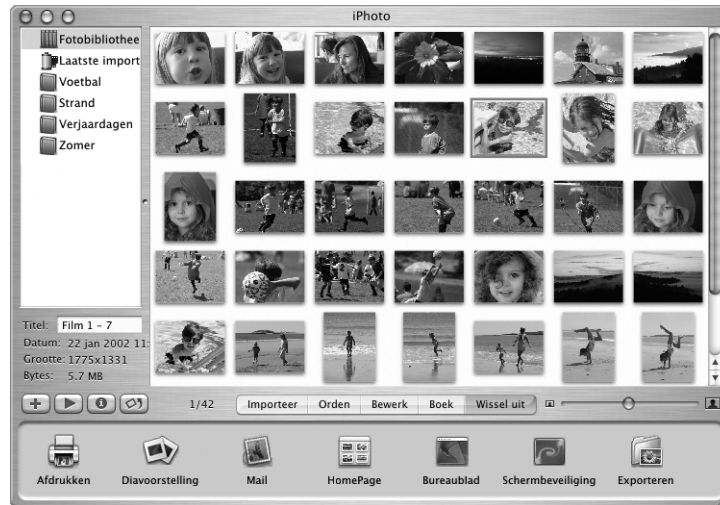 iPhoto
Fotobibliothee
Laatste import
Voetbal
Strand
Verjaardagen
Zomer
Titel: Film 1 - 7
Datum: 22 jan 2002 11:
Grootte: 1775x1331
Bytes: 5.7 MB
1/42 Importeer Orden Bewerk Boek Wissel uit
Afdrukken Diavoorstelling Mail HomePage Bureaublad Schermbeveiliging Exporteren